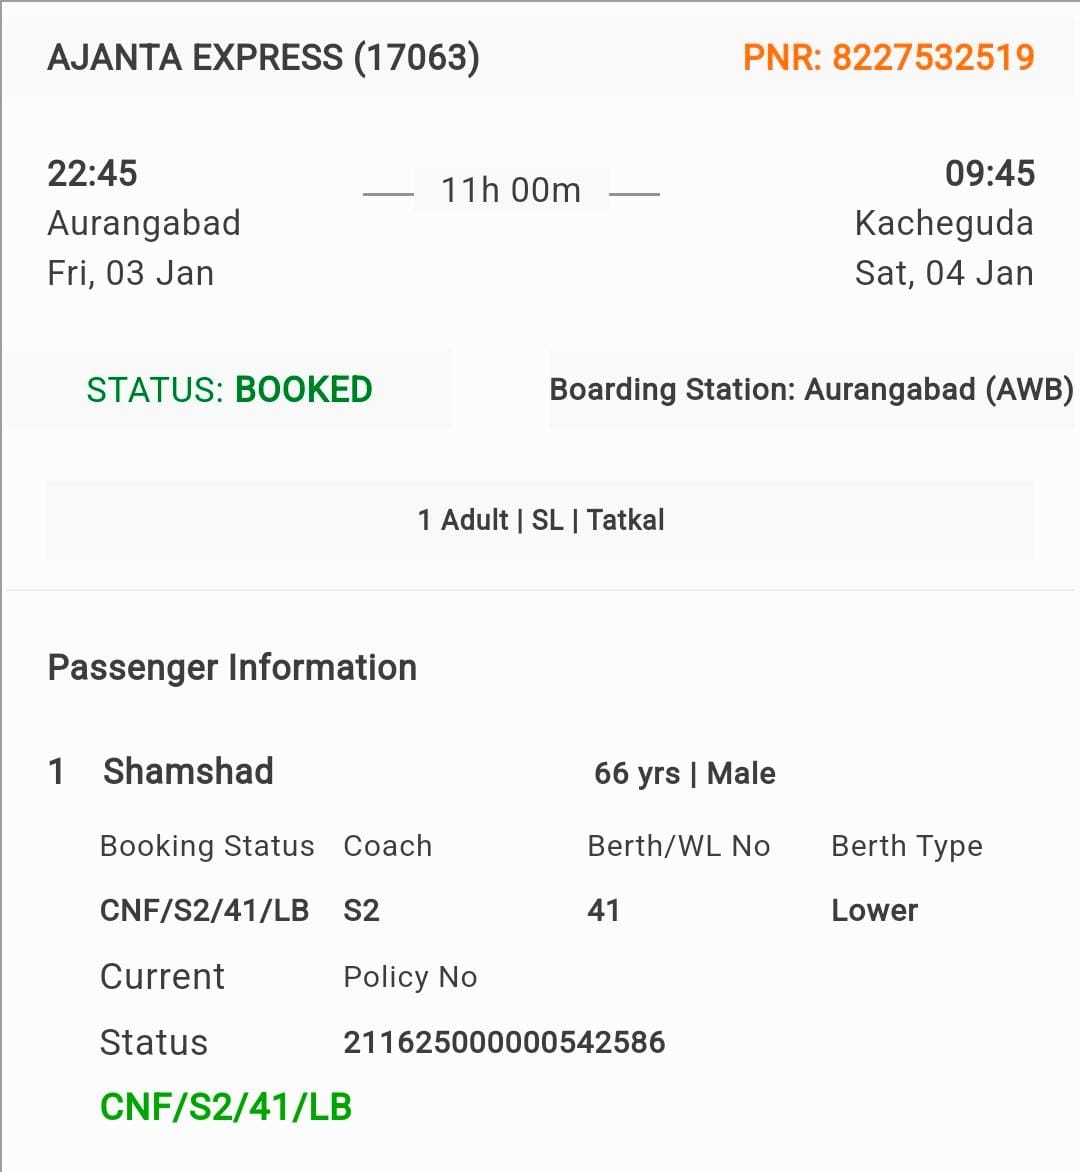 AJANTA EXPRESS (17063) PNR: 8227532519
22:45 11h 00m 09:45
Aurangabad Kacheguda
Fri, 03 Jan Sat, 04 Jan
STATUS: BOOKED Boarding Station: Aurangabad (AWB)
1 Adult | SL | Tatkal
Passenger Information
1 Shamshad 66 yrs | Male
Booking Status Coach Berth/WL No Berth Type
CNF/S2/41/LB S2 41 Lower
Current Policy No
Status 211625000000542586
CNF/S2/41/LB